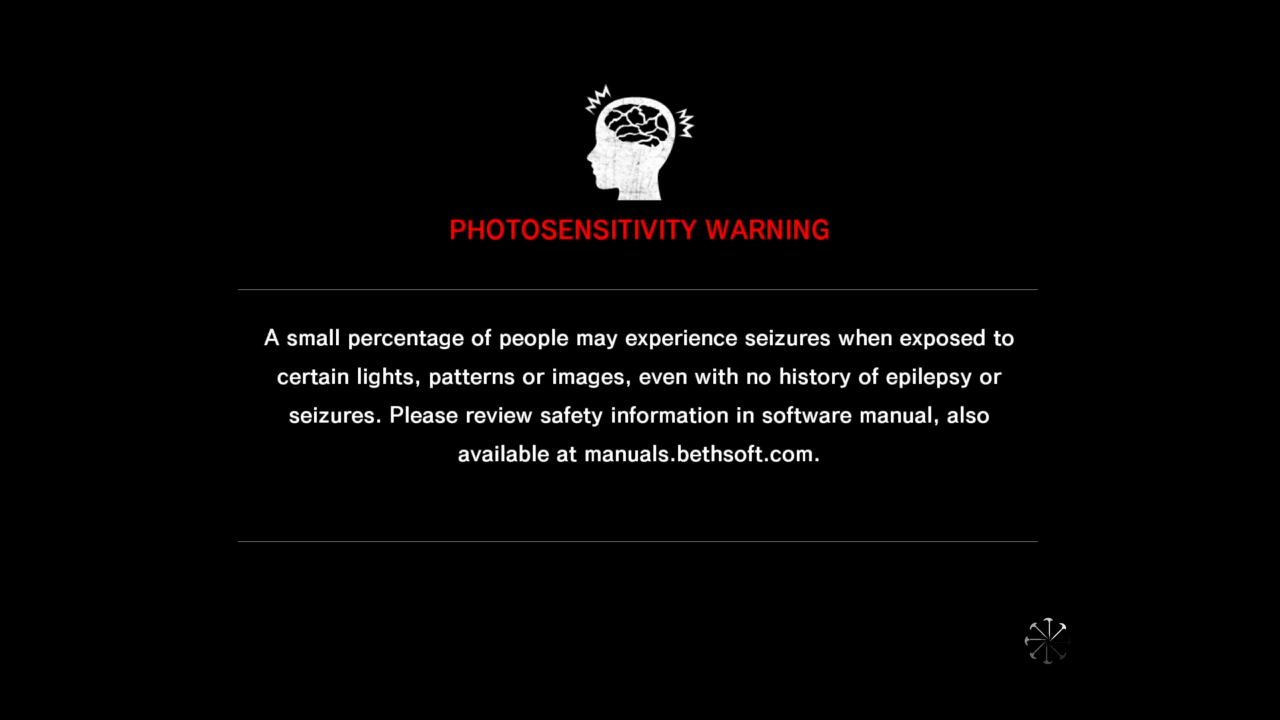 PHOTOSENSITIVITY WARNING
A small percentage of people may experience seizures when exposed to
certain lights, patterns or images, even with no history of epilepsy or
seizures. Please review safety information in software manual, also
available at manuals.bethsoft.com.